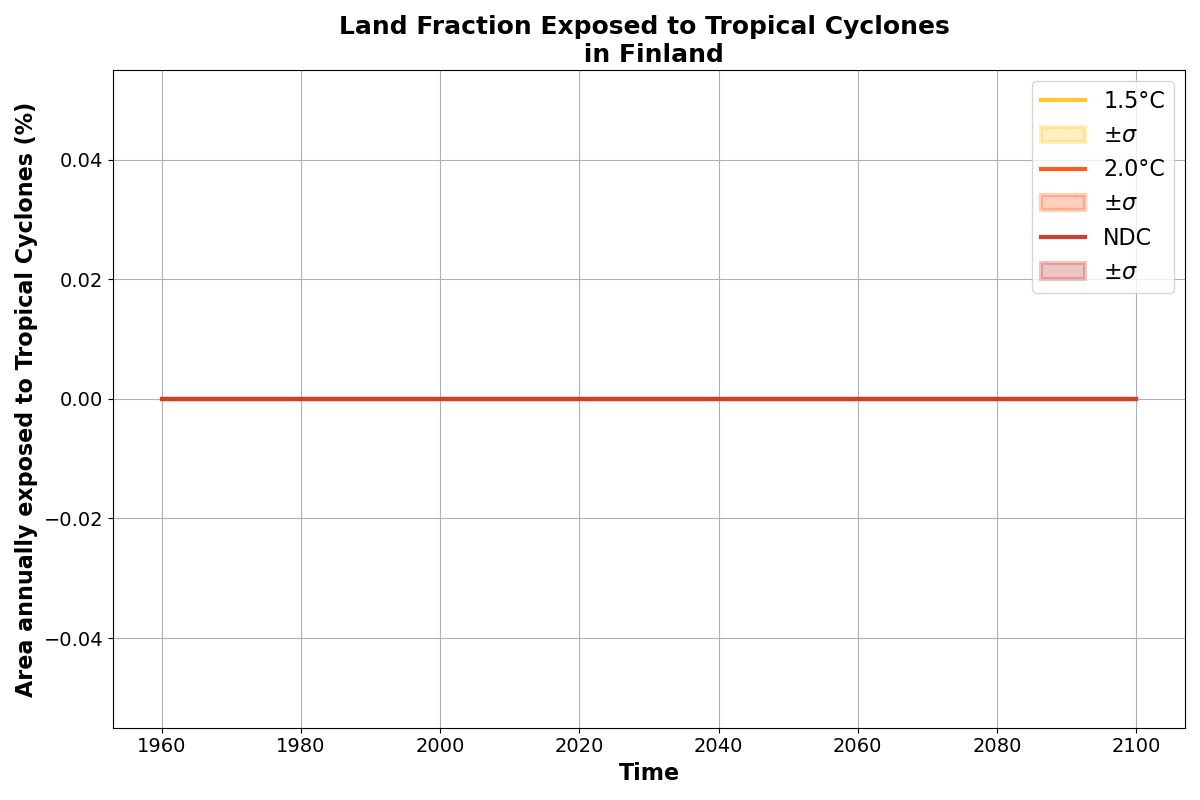 Land Fraction Exposed to Tropical Cyclones
in Finland
Area annually exposed to Tropical Cyclones (%)
0.04
0.02
0.00
−0.02
−0.04
1.5°C
±σ
2.0°C
±σ
NDC
±σ
1960 1980 2000 2020 2040 2060 2080 2100
Time